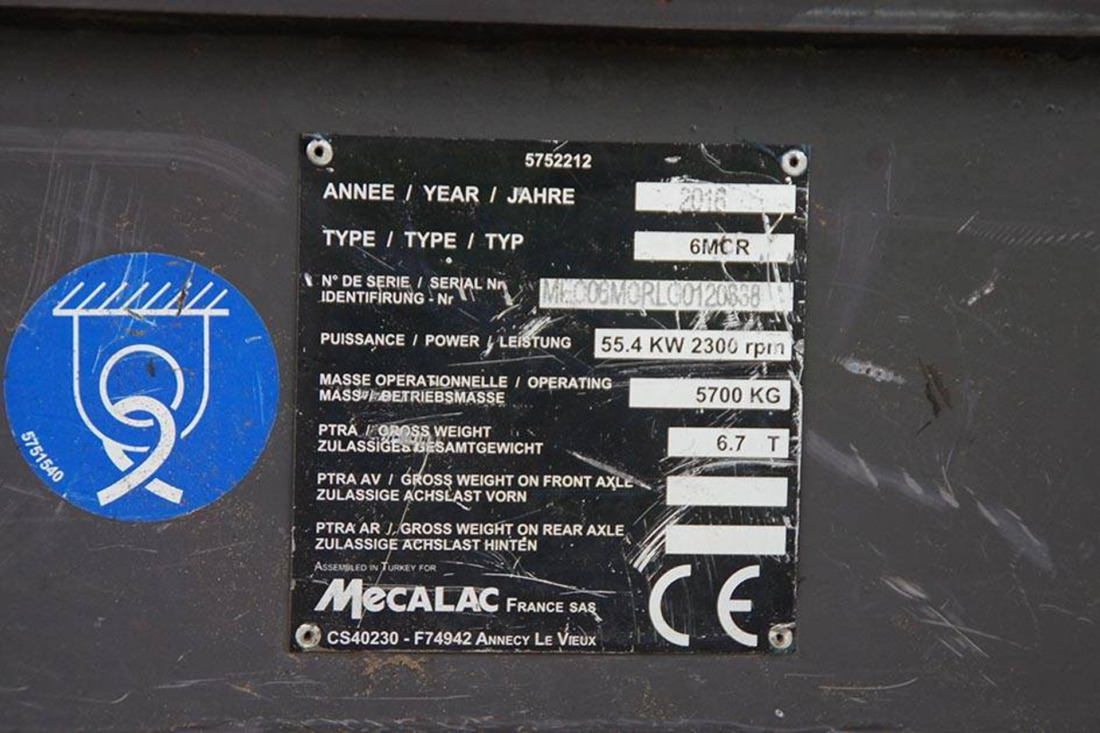 5752212
ANNEE / YEAR / JAHRE 2016
TYPE / TYPE / TYP 6MCR
N° DE SERIE / SERIAL Nr
IDENTIFIRUNG - Nr
PUISSANCE / POWER / LEISTUNG 55.4 KW 2300 rpm
MASSE OPERATIONNELLE / OPERATING
MASS / BETRIEBSMASSE 5700 KG
PTRA / GROSS WEIGHT
ZULASSIGES GESAMTGEWICHT 6.7 T
PTRA AV / GROSS WEIGHT ON FRONT AXLE
ZULASSIGE ACHSLAST VORN
PTRA AR / GROSS WEIGHT ON REAR AXLE
ZULASSIGE ACHSLAST HINTEN
ASSEMBLED IN TURKEY FOR
MECALAC FRANCE SAS
CS40230 - F74942 ANNECY LE VIEUX
CE
5751540